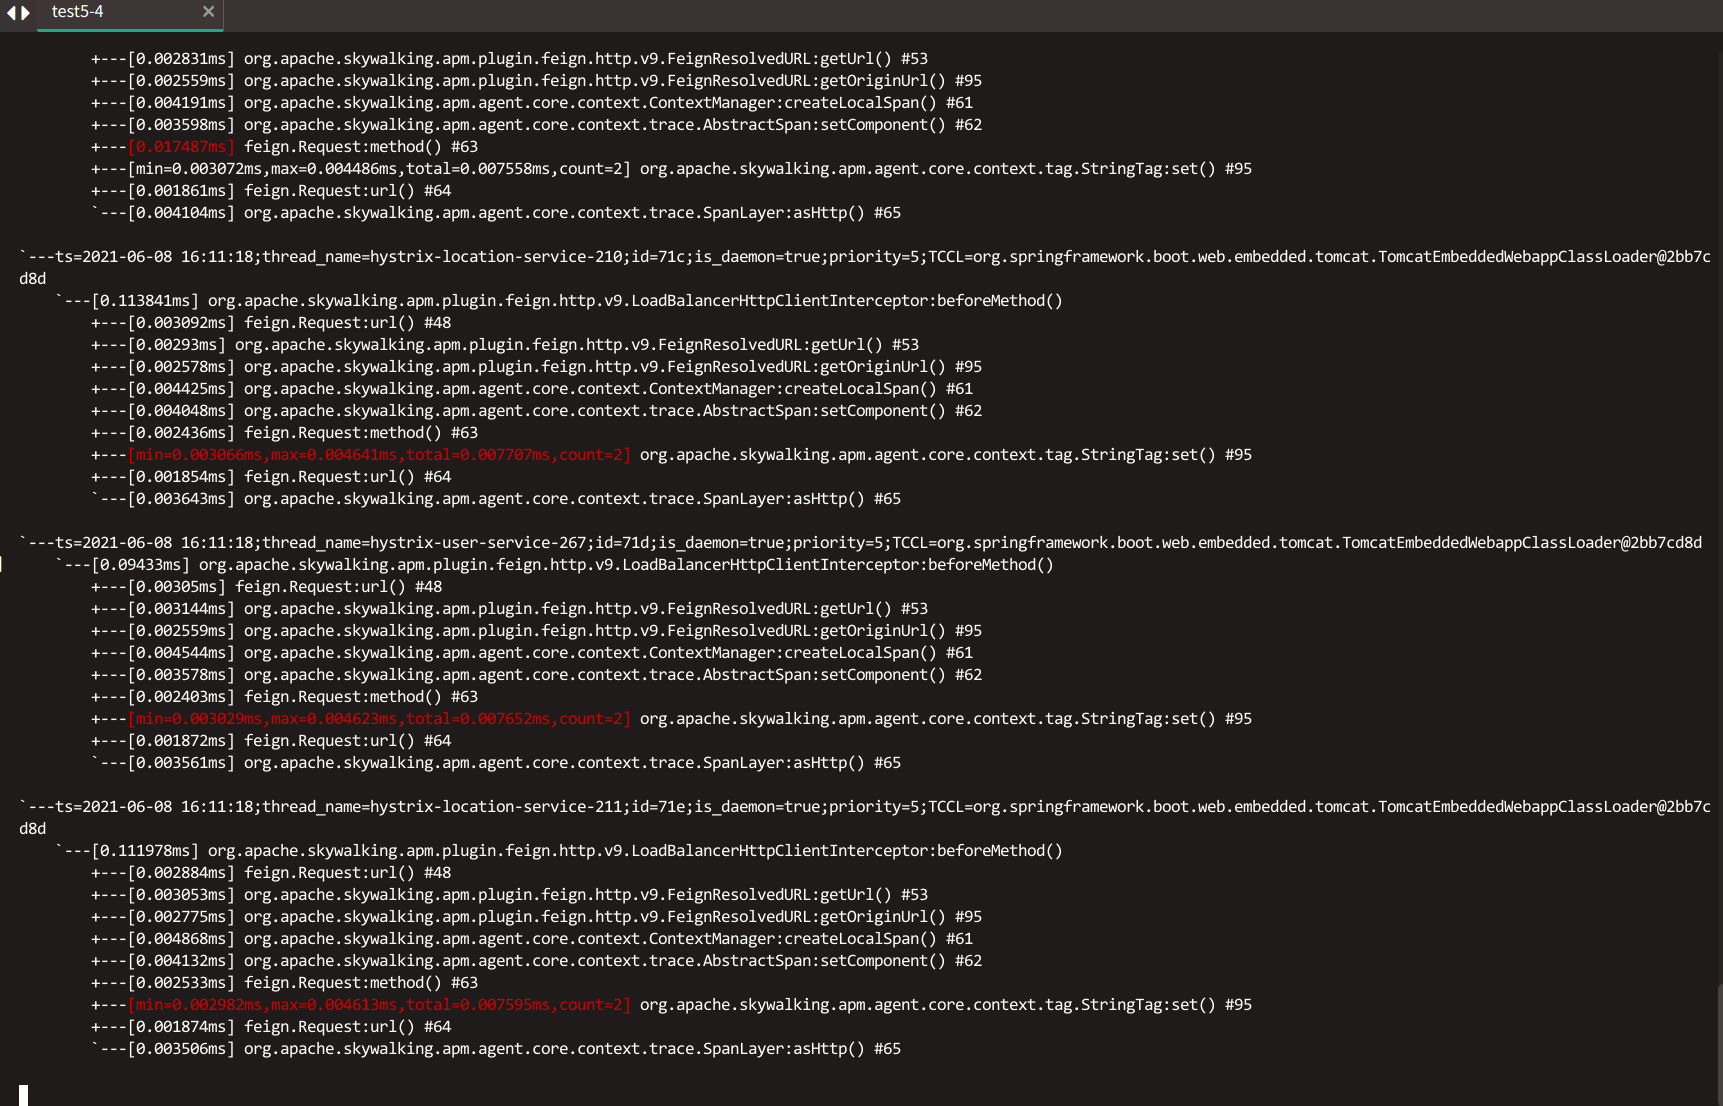 test5-4
+---[0.002831ms] org.apache.skywalking.apm.plugin.feign.http.v9.FeignResolvedURL:getUrl() #53
+---[0.002559ms] org.apache.skywalking.apm.plugin.feign.http.v9.FeignResolvedURL:getOriginUrl() #95
+---[0.004191ms] org.apache.skywalking.apm.agent.core.context.ContextManager:createLocalSpan() #61
+---[0.003598ms] org.apache.skywalking.apm.agent.core.context.trace.AbstractSpan:setComponent() #62
+---[0.017487ms] feign.Request:method() #63
+---[min=0.003072ms,max=0.004486ms,total=0.007558ms,count=2] org.apache.skywalking.apm.agent.core.context.tag.StringTag:set() #95
+---[0.001861ms] feign.Request:url() #64
`---[0.004104ms] org.apache.skywalking.apm.agent.core.context.trace.SpanLayer:asHttp() #65
`---ts=2021-06-08 16:11:18;thread_name=hystrix-location-service-210;id=71c;is_daemon=true;priority=5;TCCL=org.springframework.boot.web.embedded.tomcat.TomcatEmbeddedWebappClassLoader@2bb7c
d8d
`---[0.113841ms] org.apache.skywalking.apm.plugin.feign.http.v9.LoadBalancerHttpClientInterceptor:beforeMethod()
+---[0.003092ms] feign.Request:url() #48
+---[0.00293ms] org.apache.skywalking.apm.plugin.feign.http.v9.FeignResolvedURL:getUrl() #53
+---[0.002578ms] org.apache.skywalking.apm.plugin.feign.http.v9.FeignResolvedURL:getOriginUrl() #95
+---[0.004425ms] org.apache.skywalking.apm.agent.core.context.ContextManager:createLocalSpan() #61
+---[0.004048ms] org.apache.skywalking.apm.agent.core.context.trace.AbstractSpan:setComponent() #62
+---[0.002436ms] feign.Request:method() #63
+---[min=0.003066ms,max=0.004641ms,total=0.007707ms,count=2] org.apache.skywalking.apm.agent.core.context.tag.StringTag:set() #95
+---[0.001854ms] feign.Request:url() #64
`---[0.003643ms] org.apache.skywalking.apm.agent.core.context.trace.SpanLayer:asHttp() #65
`---ts=2021-06-08 16:11:18;thread_name=hystrix-user-service-267;id=71d;is_daemon=true;priority=5;TCCL=org.springframework.boot.web.embedded.tomcat.TomcatEmbeddedWebappClassLoader@2bb7cd8d
`---[0.09433ms] org.apache.skywalking.apm.plugin.feign.http.v9.LoadBalancerHttpClientInterceptor:beforeMethod()
+---[0.00305ms] feign.Request:url() #48
+---[0.003144ms] org.apache.skywalking.apm.plugin.feign.http.v9.FeignResolvedURL:getUrl() #53
+---[0.002559ms] org.apache.skywalking.apm.plugin.feign.http.v9.FeignResolvedURL:getOriginUrl() #95
+---[0.004544ms] org.apache.skywalking.apm.agent.core.context.ContextManager:createLocalSpan() #61
+---[0.003578ms] org.apache.skywalking.apm.agent.core.context.trace.AbstractSpan:setComponent() #62
+---[0.002403ms] feign.Request:method() #63
+---[min=0.003029ms,max=0.004623ms,total=0.007652ms,count=2] org.apache.skywalking.apm.agent.core.context.tag.StringTag:set() #95
+---[0.001872ms] feign.Request:url() #64
`---[0.003561ms] org.apache.skywalking.apm.agent.core.context.trace.SpanLayer:asHttp() #65
`---ts=2021-06-08 16:11:18;thread_name=hystrix-location-service-211;id=71e;is_daemon=true;priority=5;TCCL=org.springframework.boot.web.embedded.tomcat.TomcatEmbeddedWebappClassLoader@2bb7c
d8d
`---[0.111978ms] org.apache.skywalking.apm.plugin.feign.http.v9.LoadBalancerHttpClientInterceptor:beforeMethod()
+---[0.002884ms] feign.Request:url() #48
+---[0.003053ms] org.apache.skywalking.apm.plugin.feign.http.v9.FeignResolvedURL:getUrl() #53
+---[0.002775ms] org.apache.skywalking.apm.plugin.feign.http.v9.FeignResolvedURL:getOriginUrl() #95
+---[0.004868ms] org.apache.skywalking.apm.agent.core.context.ContextManager:createLocalSpan() #61
+---[0.004132ms] org.apache.skywalking.apm.agent.core.context.trace.AbstractSpan:setComponent() #62
+---[0.002533ms] feign.Request:method() #63
+---[min=0.002982ms,max=0.004613ms,total=0.007595ms,count=2] org.apache.skywalking.apm.agent.core.context.tag.StringTag:set() #95
+---[0.001874ms] feign.Request:url() #64
`---[0.003506ms] org.apache.skywalking.apm.agent.core.context.trace.SpanLayer:asHttp() #65